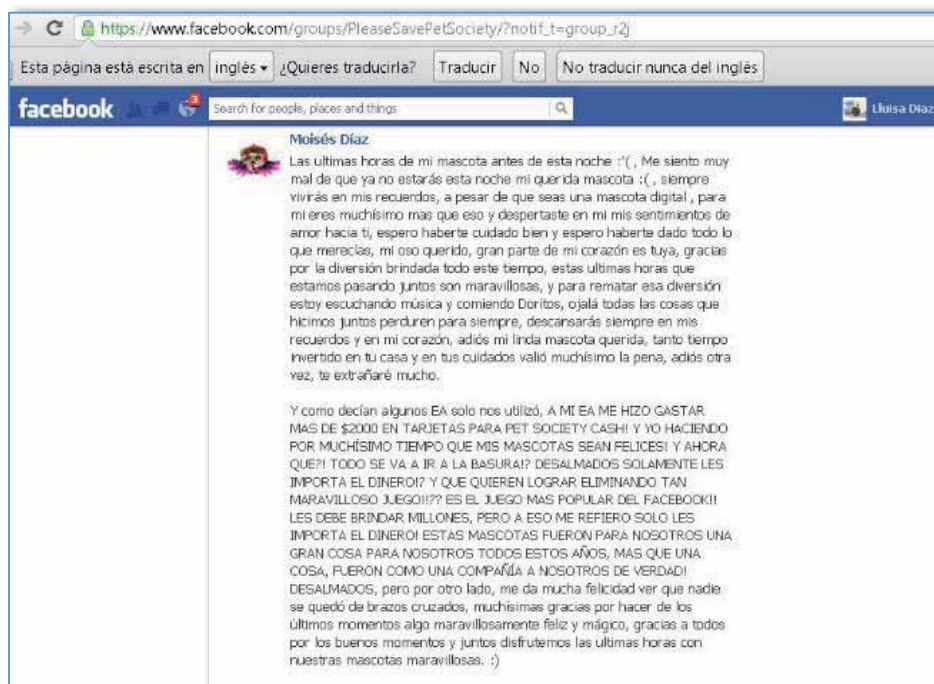 https://www.facebook.com/groups/PleaseSavePetSociety/?notif_t=group_r2j
Esta página está escrita en inglés ¿Quieres traducirla? Traducir No No traducir nunca del inglés
facebook 3 Search for people, places and things Lluisa Diaz
Moisés Díaz
Las ultimas horas de mi mascota antes de esta noche :'( , Me siento muy
mal de que ya no estarás esta noche mi querida mascota :( , siempre
vivirás en mis recuerdos, a pesar de que seas una mascota digital , para
mi eres muchísimo mas que eso y despertaste en mi mis sentimientos de
amor hacia ti, espero haberte cuidado bien y espero haberte dado todo lo
que merecías, mi oso querido, gran parte de mi corazón es tuya, gracias
por la diversión brindada todo este tiempo, estas ultimas horas que
estamos pasando juntos son maravillosas, y para rematar esa diversión
estoy escuchando música y comiendo Doritos, ojalá todas las cosas que
hicimos juntos perduren para siempre, descansarás siempre en mis
recuerdos y en mi corazón, adiós mi linda mascota querida, tanto tiempo
invertido en tu casa y en tus cuidados valió muchísimo la pena, adiós otra
vez, te extrañaré mucho.
Y como decían algunos EA solo nos utilizó, A MI EA ME HIZO GASTAR
MAS DE $2000 EN TARJETAS PARA PET SOCIETY CASH! Y YO HACIENDO
POR MUCHÍSIMO TIEMPO QUE MIS MASCOTAS SEAN FELICES! Y AHORA
QUE?! TODO SE VA A IR A LA BASURA!? DESALMADOS SOLAMENTE LES
IMPORTA EL DINERO!? Y QUE QUIEREN LOGRAR ELIMINANDO TAN
MARAVILLOSO JUEGO!!?? ES EL JUEGO MAS POPULAR DEL FACEBOOK!!
LES DEBE BRINDAR MILLONES, PERO A ESO ME REFIERO SOLO LES
IMPORTA EL DINERO! ESTAS MASCOTAS FUERON PARA NOSOTROS UNA
GRAN COSA PARA NOSOTROS TODOS ESTOS AÑOS, MAS QUE UNA
COSA, FUERON COMO UNA COMPAÑÍA A NOSOTROS DE VERDAD!
DESALMADOS, pero por otro lado, me da mucha felicidad ver que nadie
se quedó de brazos cruzados, muchísimas gracias por hacer de los
últimos momentos algo maravillosamente feliz y mágico, gracias a todos
por los buenos momentos y juntos disfrutemos las ultimas horas con
nuestras mascotas maravillosas. :)